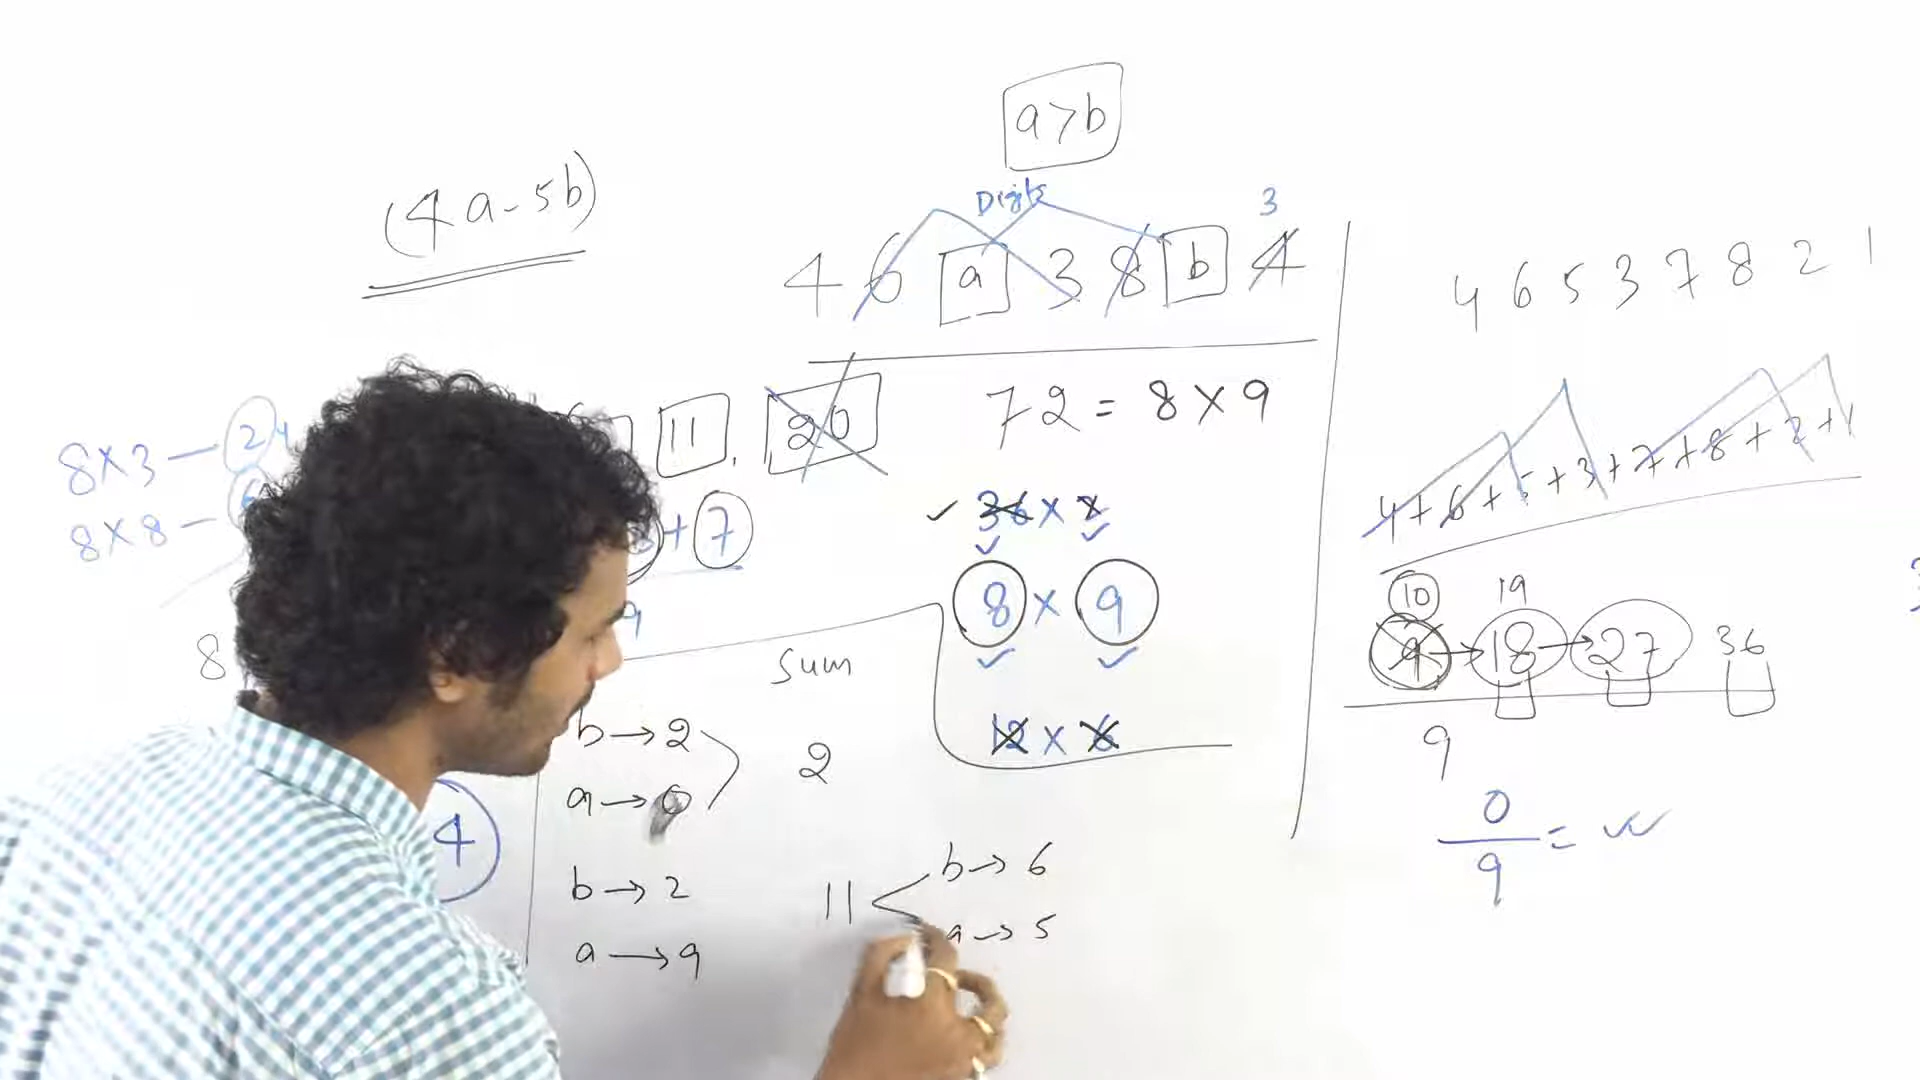 a>b
(4a-5b)
Digits
3
4 6 a 3 8 b 4
4 6 5 3 7 8 2 1
11, 20
72 = 8×9
8×3 — 24
8×8 —
+ 7
9
36×2
4+6+5+3+7+8+2+1
8 × 9
10 19
9 → 18 → 27 36
8
Sum
b → 2
a → 0
2
12 × 6
9
4
0
9 =
b → 2
a → 9
11
b → 6
a → 5